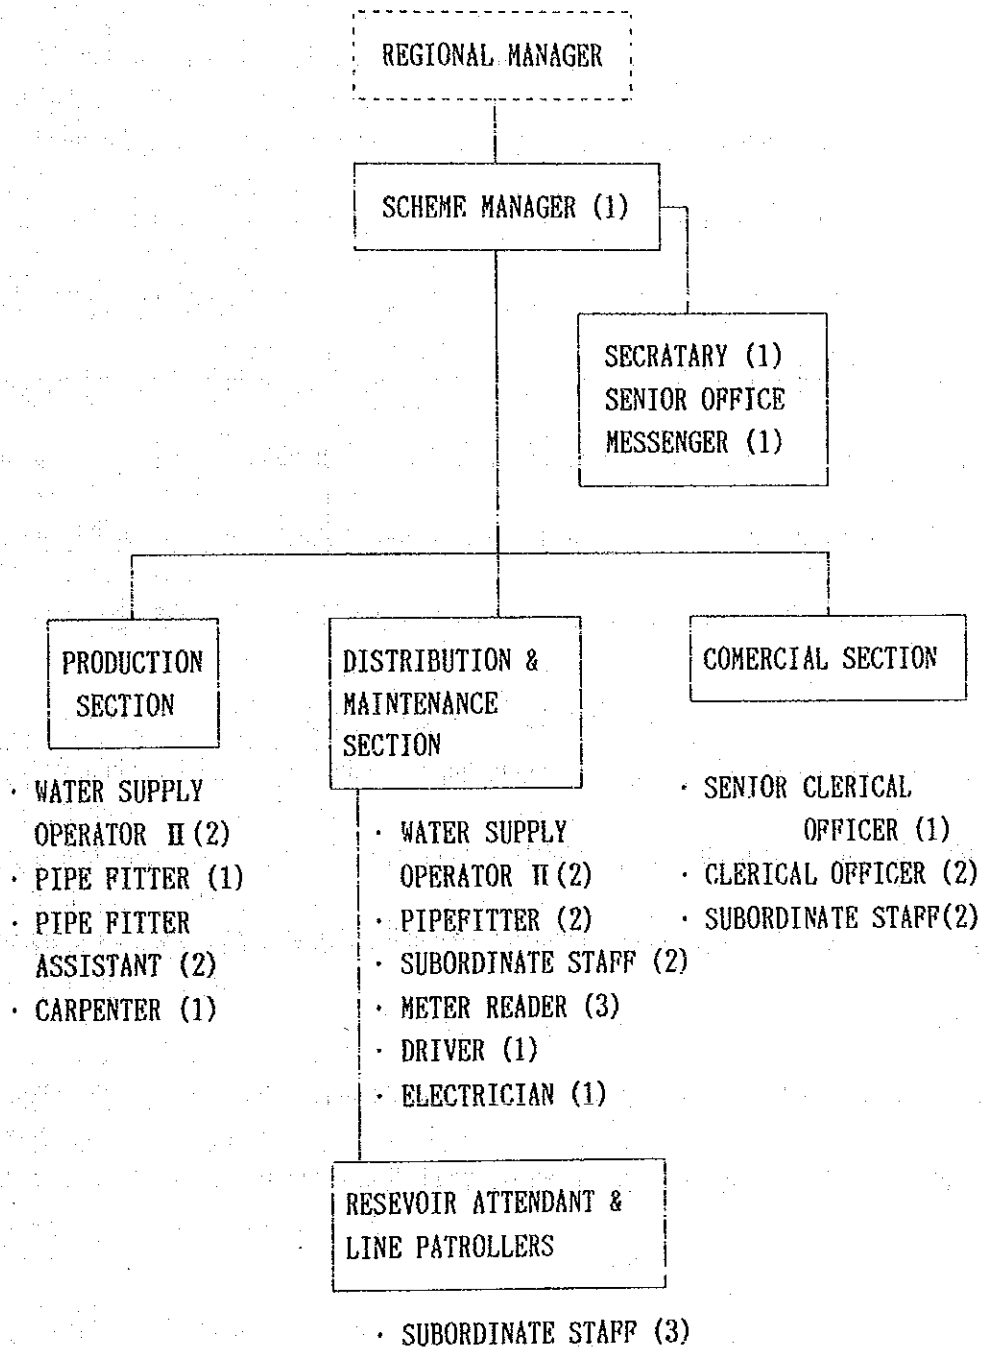 REGIONAL MANAGER
SCHEME MANAGER (1)
SECRATARY (1)
SENIOR OFFICE
MESSENGER (1)
PRODUCTION
SECTION
· WATER SUPPLY
OPERATOR II (2)
· PIPE FITTER (1)
· PIPE FITTER
ASSISTANT (2)
· CARPENTER (1)
DISTRIBUTION &
MAINTENANCE
SECTION
· WATER SUPPLY
OPERATOR II (2)
· PIPEFITTER (2)
· SUBORDINATE STAFF (2)
· METER READER (3)
· DRIVER (1)
· ELECTRICIAN (1)
RESEVOIR ATTENDANT &
LINE PATROLLERS
· SUBORDINATE STAFF (3)
COMERCIAL SECTION
· SENIOR CLERICAL
OFFICER (1)
· CLERICAL OFFICER (2)
· SUBORDINATE STAFF(2)